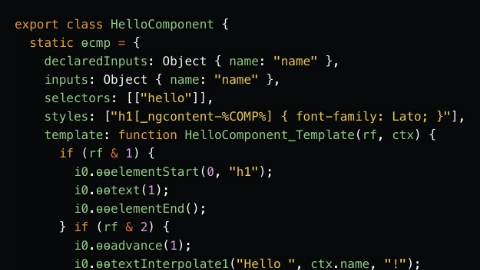 export class HelloComponent {
static ɵcmp = {
declaredInputs: Object { name: "name" },
inputs: Object { name: "name" },
selectors: [["hello"]],
styles: ["h1[_ngcontent-%COMP%] { font-family: Lato; }"],
template: function HelloComponent_Template(rf, ctx) {
if (rf & 1) {
i0.ɵɵelementStart(0, "h1");
i0.ɵɵtext(1);
i0.ɵɵelementEnd();
} if (rf & 2) {
i0.ɵɵadvance(1);
i0.ɵɵtextInterpolate1("Hello ", ctx.name, "!");